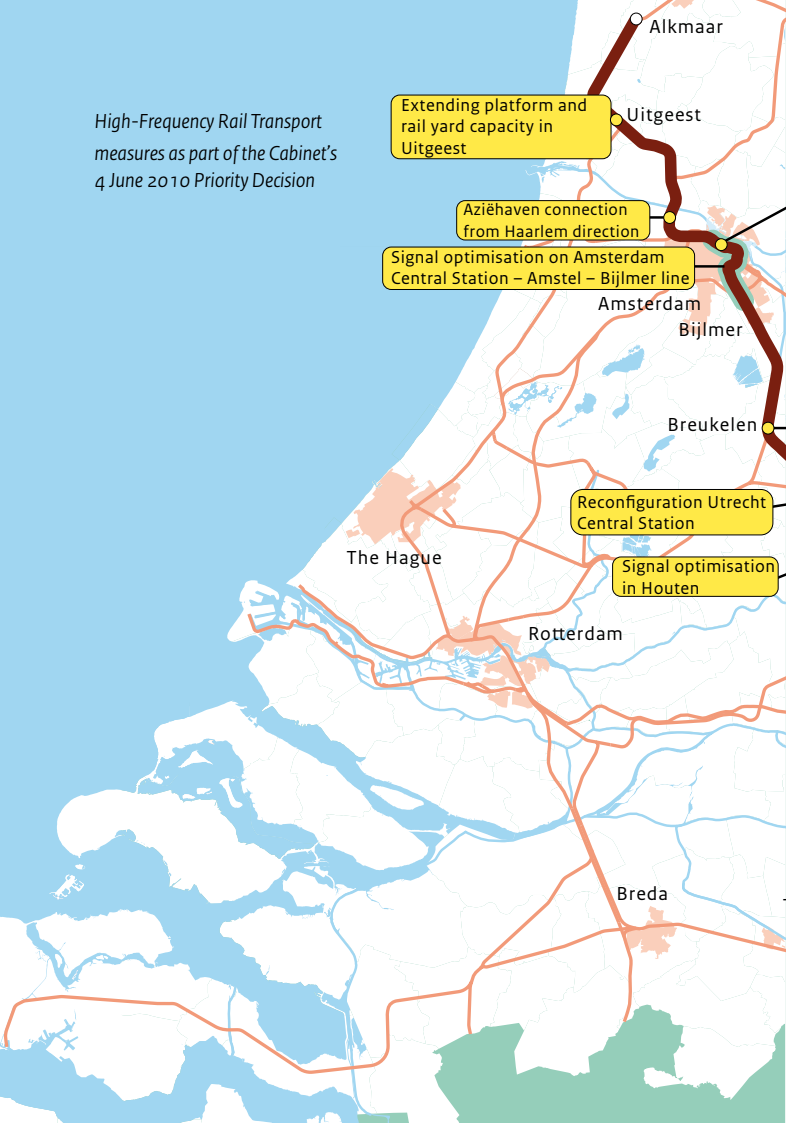 Alkmaar
High-Frequency Rail Transport
measures as part of the Cabinet's
4 June 2010 Priority Decision
Extending platform and
rail yard capacity in
Uitgeest
Uitgeest
Aziëhaven connection
from Haarlem direction
Signal optimisation on Amsterdam
Central Station – Amstel – Bijlmer line
Amsterdam
Bijlmer
Breukelen
Reconfiguration Utrecht
Central Station
The Hague
Signal optimisation
in Houten
Rotterdam
Breda